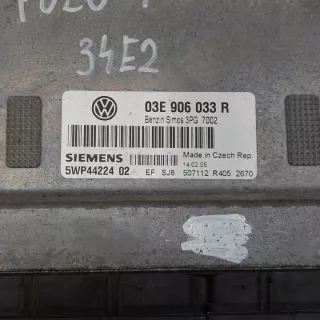 34E2
03E 906 033 R
Benzin Simos 3PG 7002
SIEMENS
Made in Czech Rep
14.02.05
5WP44224 02 EF SJ8 507112 R405 2670